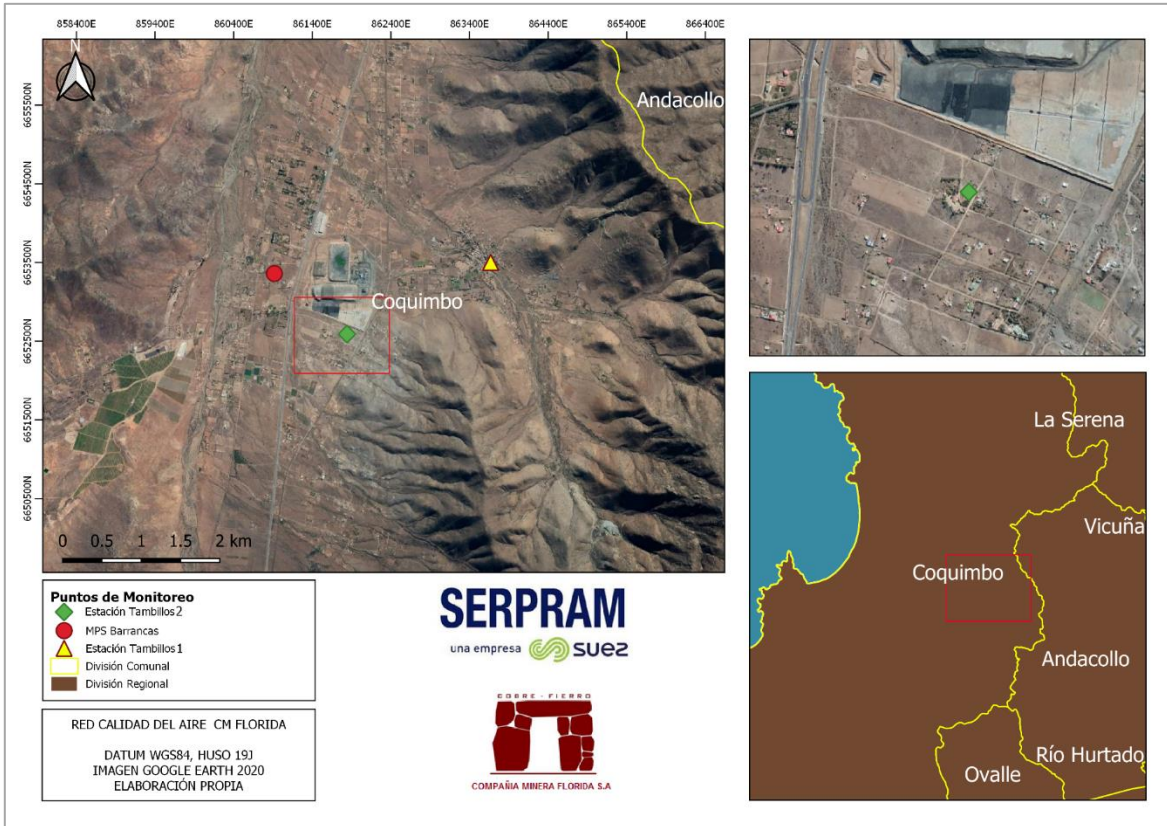 858400E 859400E 860400E 861400E 862400E 863400E 864400E 865400E 866400E
N
6655500N
6654500N
6653500N
6652500N
6651500N
6650500N
Andacollo
Coquimbo
0 0.5 1 1.5 2 km
La Serena
Vicuña
Coquimbo
Andacollo
Río Hurtado
Ovalle
Puntos de Monitoreo
Estación Tambillos2
MPS Barrancas
Estación Tambillos1
División Comunal
División Regional
RED CALIDAD DEL AIRE CM FLORIDA
DATUM WGS84, HUSO 19J
IMAGEN GOOGLE EARTH 2020
ELABORACIÓN PROPIA
SERPRAM
una empresa suez
COBRE - FIERRO
COMPAÑIA MINERA FLORIDA S.A